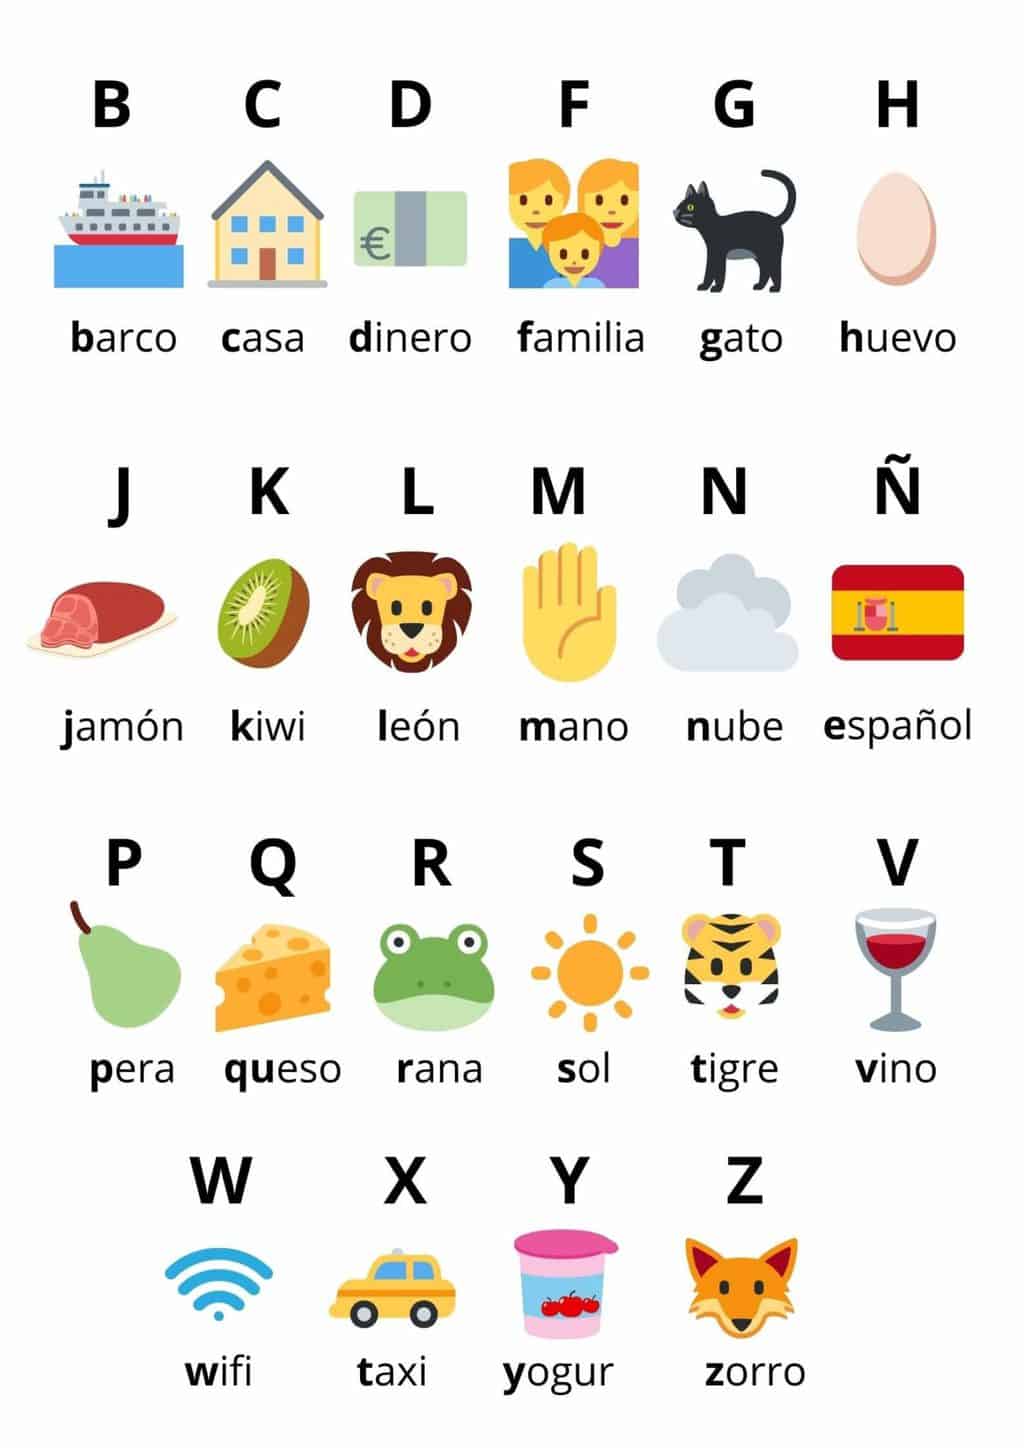 B C D F G H
€
barco casa dinero familia gato huevo
J K L M N Ñ
jamón kiwi león mano nube español
P Q R S T V
pera queso rana sol tigre vino
W X Y Z
wifi taxi yogur zorro